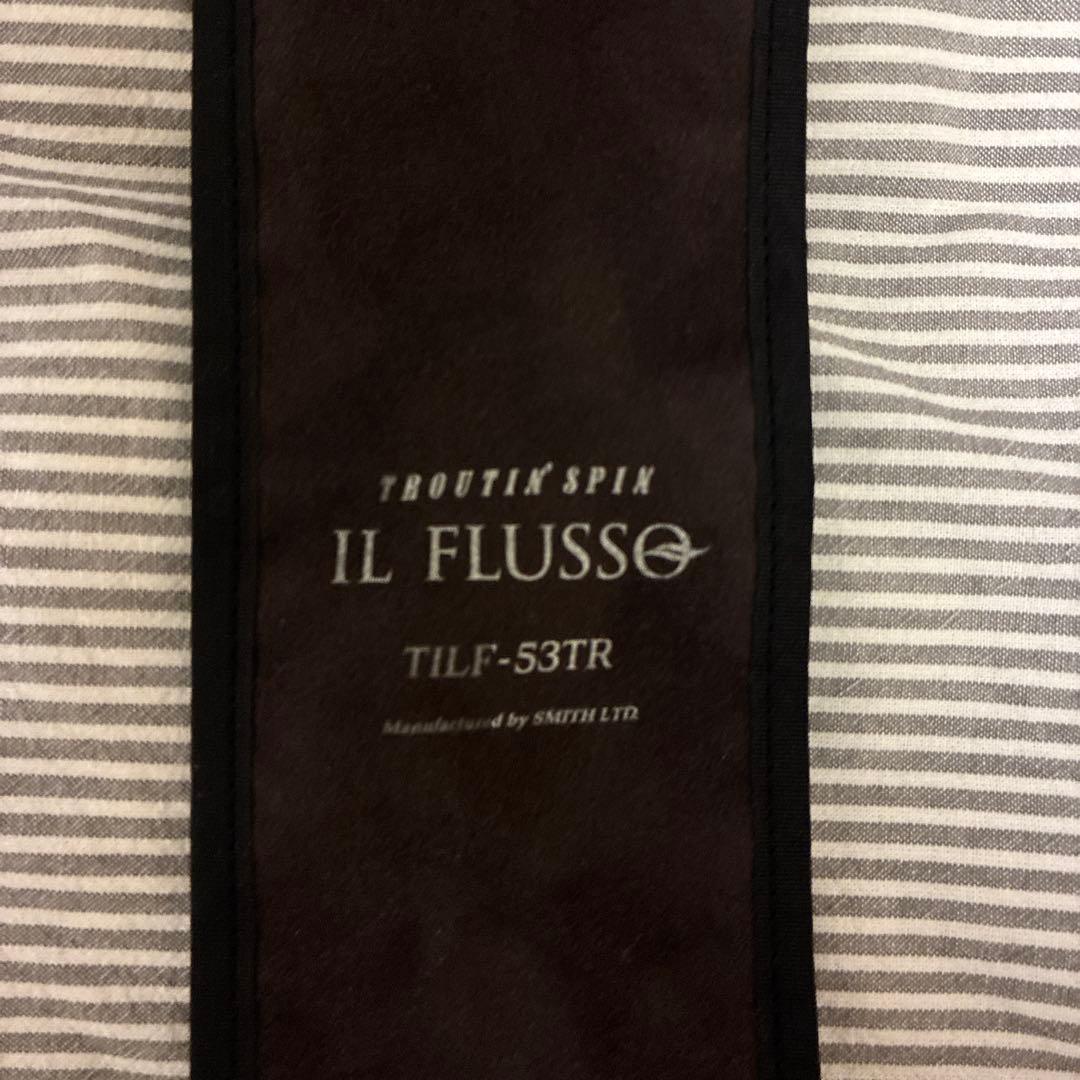 TROUTIN' SPIN
IL FLUSSO
TILF-53TR
Manufactured by SMITH LTD.